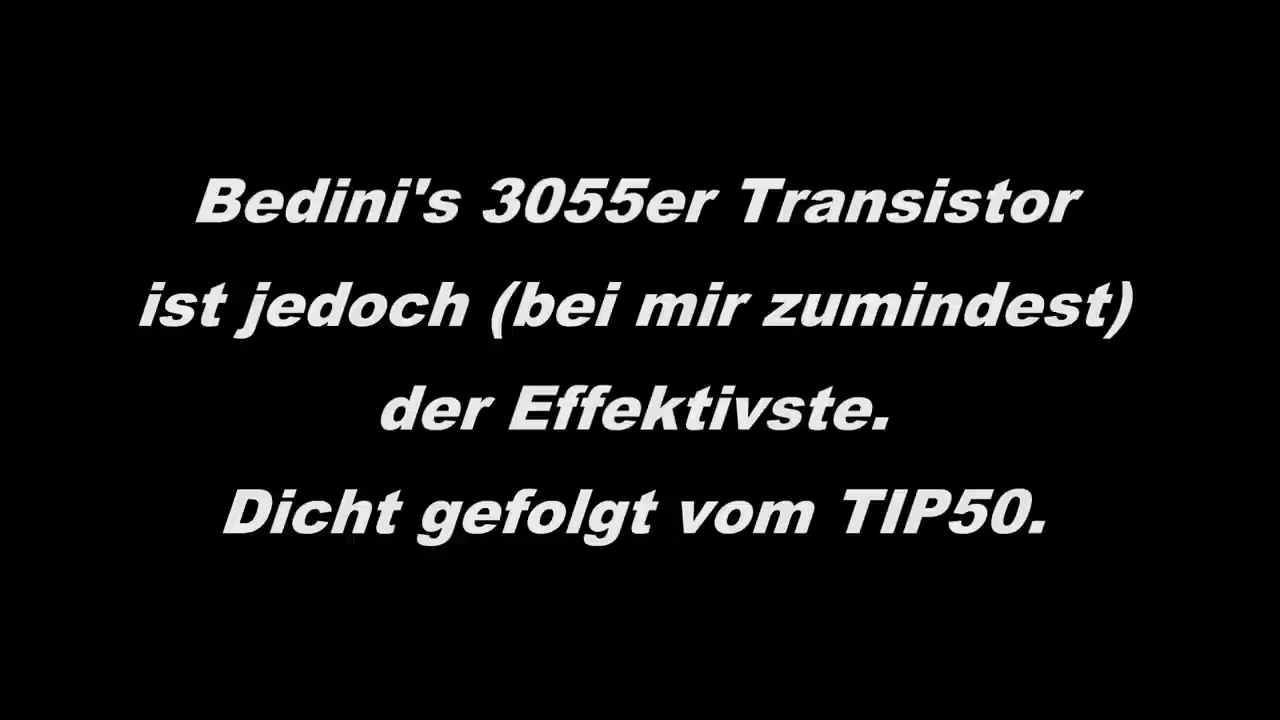 Bedini's 3055er Transistor
ist jedoch (bei mir zumindest)
der Effektivste.
Dicht gefolgt vom TIP50.